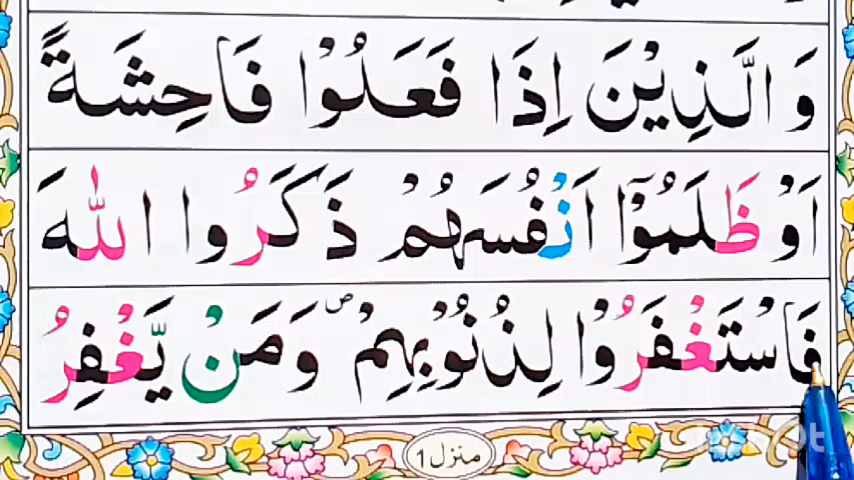 وَ الَّذِيْنَ اِذَا فَعَلُوْا فَاحِشَةً
اَوْ ظَلَمُوْۤا اَنْفُسَهُمْ ذَكَرُوا اللّٰهَ
فَاسْتَغْفَرُوْا لِذُنُوْبِهِمْ ۪ وَمَنْ يَّغْفِرُ
منزل 1